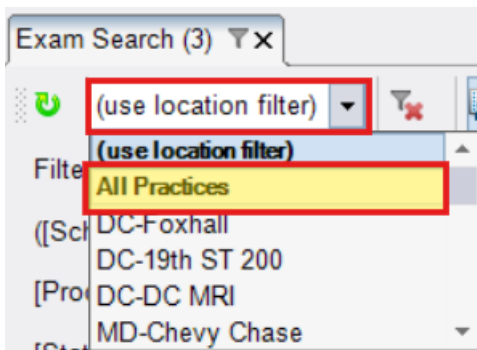 Exam Search (3)
(use location filter)
(use location filter)
Filte
All Practices
([Sch
DC-Foxhall
DC-19th ST 200
[Pro
DC-DC MRI
MD-Chevy Chase